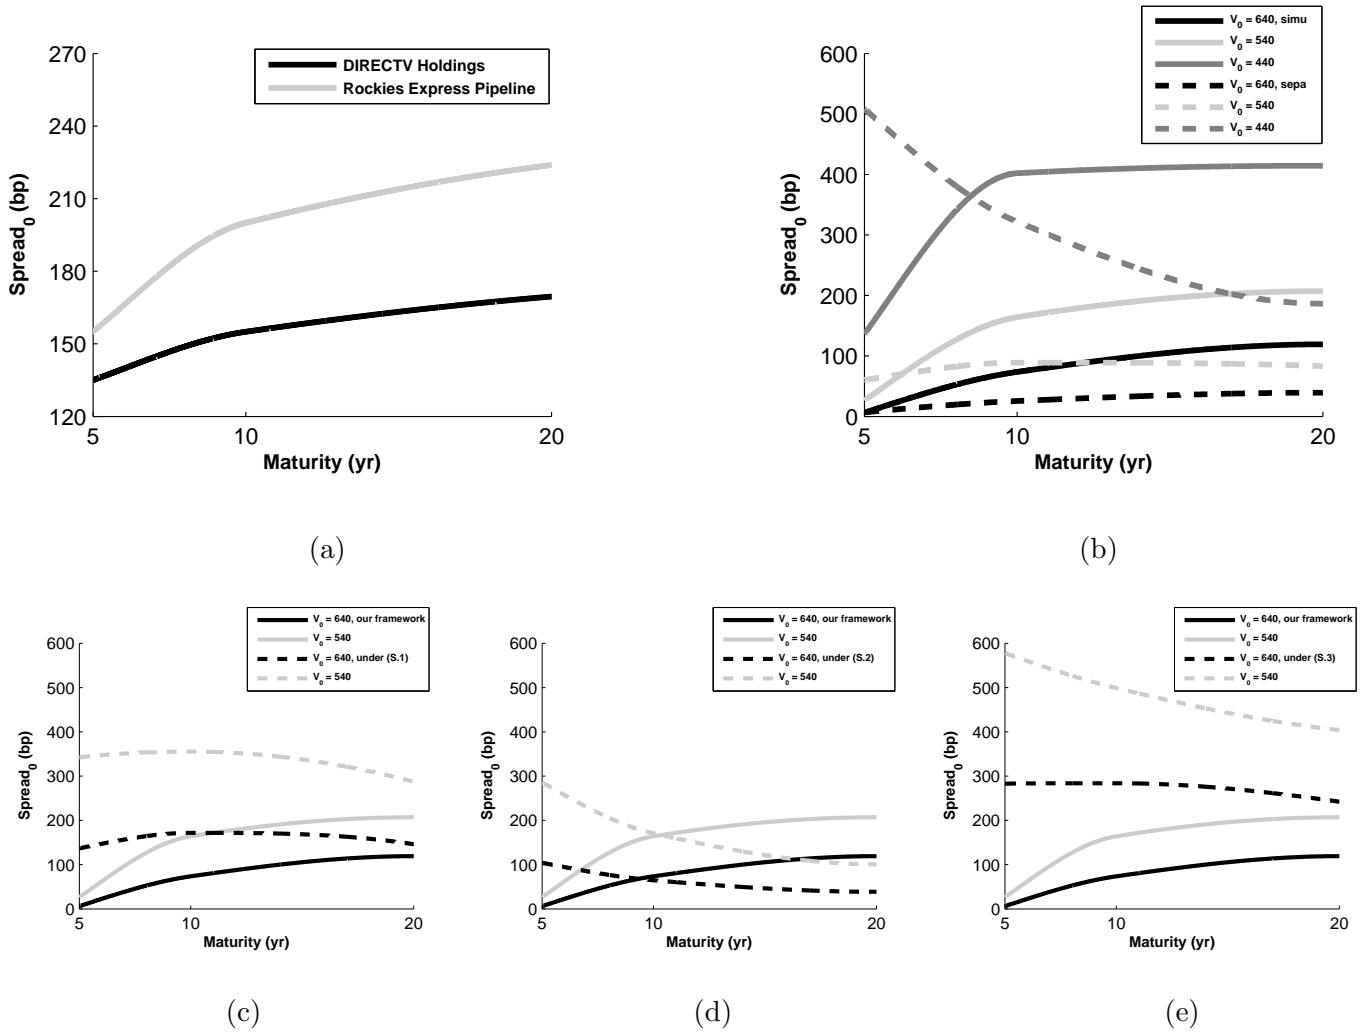 270
240
210
180
150
120
5
10
20
Spread0 (bp)
Maturity (yr)
DIRECTV Holdings
Rockies Express Pipeline
(a)
600
500
400
300
200
100
0
5
10
20
Spread0 (bp)
Maturity (yr)
V0 = 640, simu
V0 = 540
V0 = 440
V0 = 640, sepa
V0 = 540
V0 = 440
(b)
600
500
400
300
200
100
0
5
10
20
Spread0 (bp)
Maturity (yr)
V0 = 640, our framework
V0 = 540
V0 = 640, under (S.1)
V0 = 540
(c)
600
500
400
300
200
100
0
5
10
20
Spread0 (bp)
Maturity (yr)
V0 = 640, our framework
V0 = 540
V0 = 640, under (S.2)
V0 = 540
(d)
600
500
400
300
200
100
0
5
10
20
Spread0 (bp)
Maturity (yr)
V0 = 640, our framework
V0 = 540
V0 = 640, under (S.3)
V0 = 540
(e)